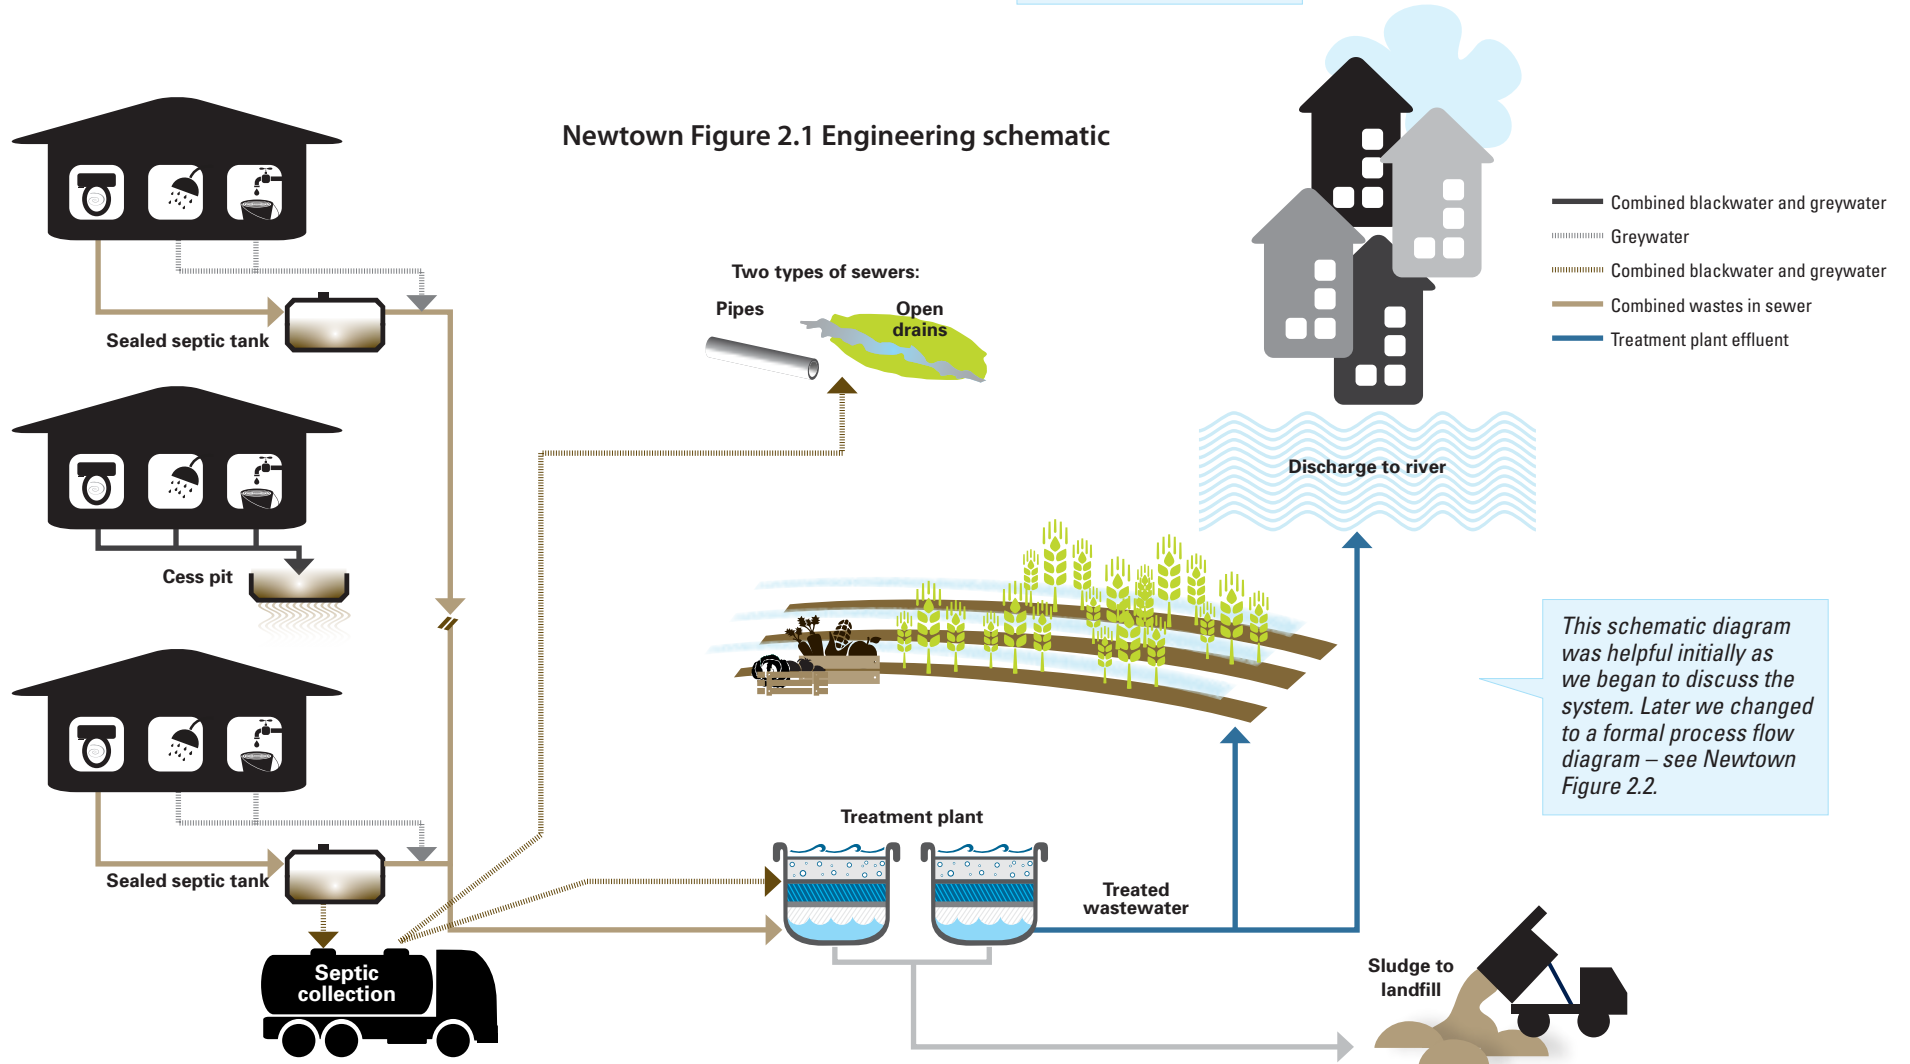 Newtown Figure 2.1 Engineering schematic
Combined blackwater and greywater
Greywater
Combined blackwater and greywater
Combined wastes in sewer
Treatment plant effluent
Two types of sewers:
Pipes
Open
drains
Sealed septic tank
Discharge to river
Cess pit
This schematic diagram
was helpful initially as
we began to discuss the
system. Later we changed
to a formal process flow
diagram – see Newtown
Figure 2.2.
Treatment plant
Sealed septic tank
Treated
wastewater
Septic
collection
Sludge to
landfill